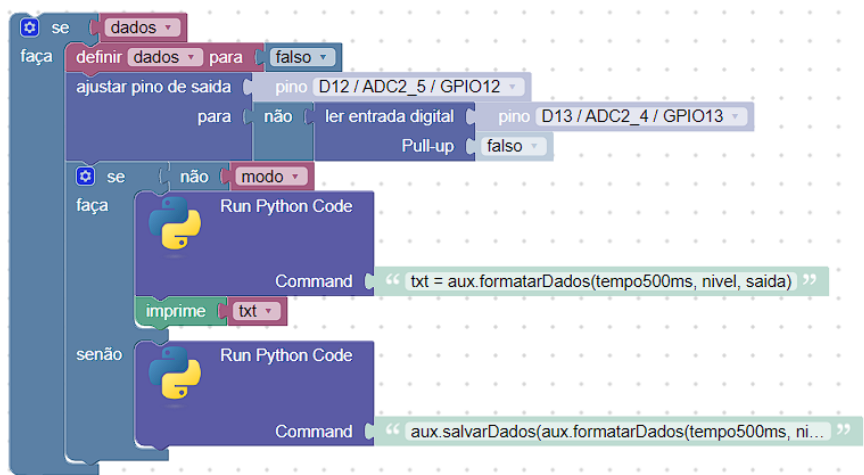 se dados
faça definir dados para falso
ajustar pino de saida pino D12 / ADC2_5 / GPIO12
para não ler entrada digital pino D13 / ADC2_4 / GPIO13
Pull-up falso
se não modo
faça Run Python Code
Command “ txt = aux.formatarDados(tempo500ms, nivel, saida) ”
imprime txt
senão Run Python Code
Command “ aux.salvarDados(aux.formatarDados(tempo500ms, ni... ”